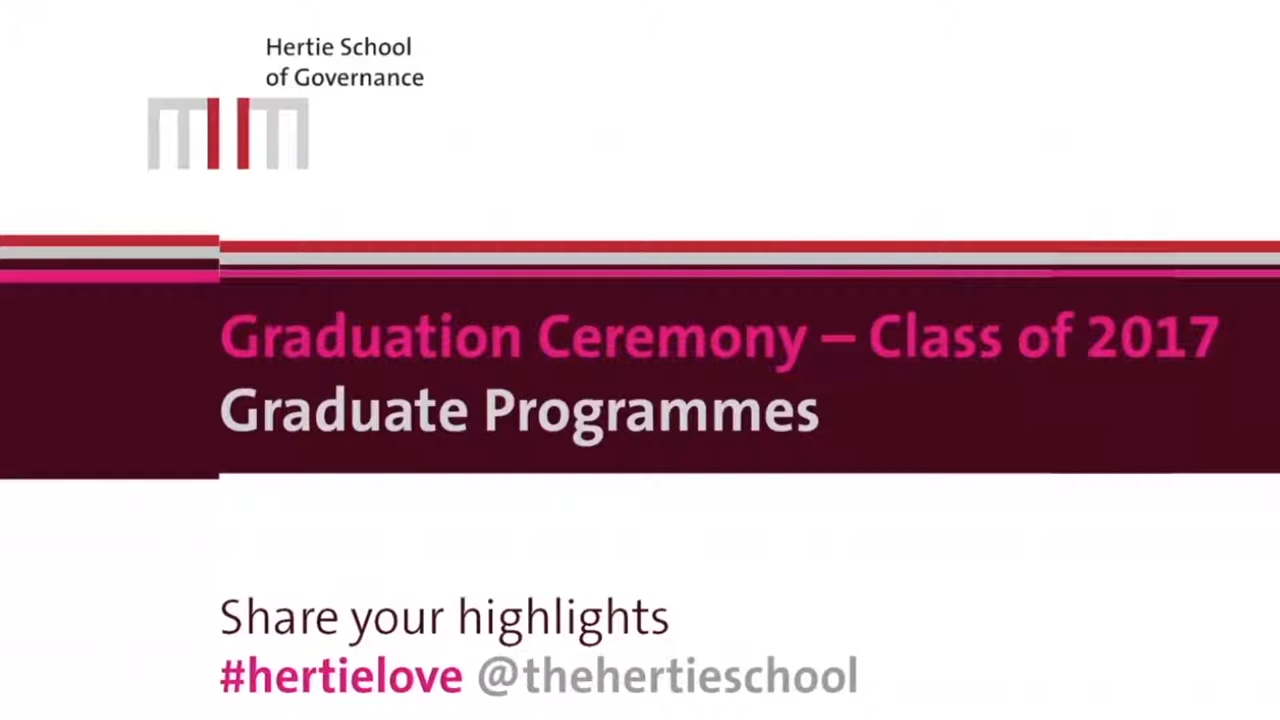 Hertie School
of Governance
Graduation Ceremony – Class of 2017
Graduate Programmes
Share your highlights
#hertielove @thehertieschool